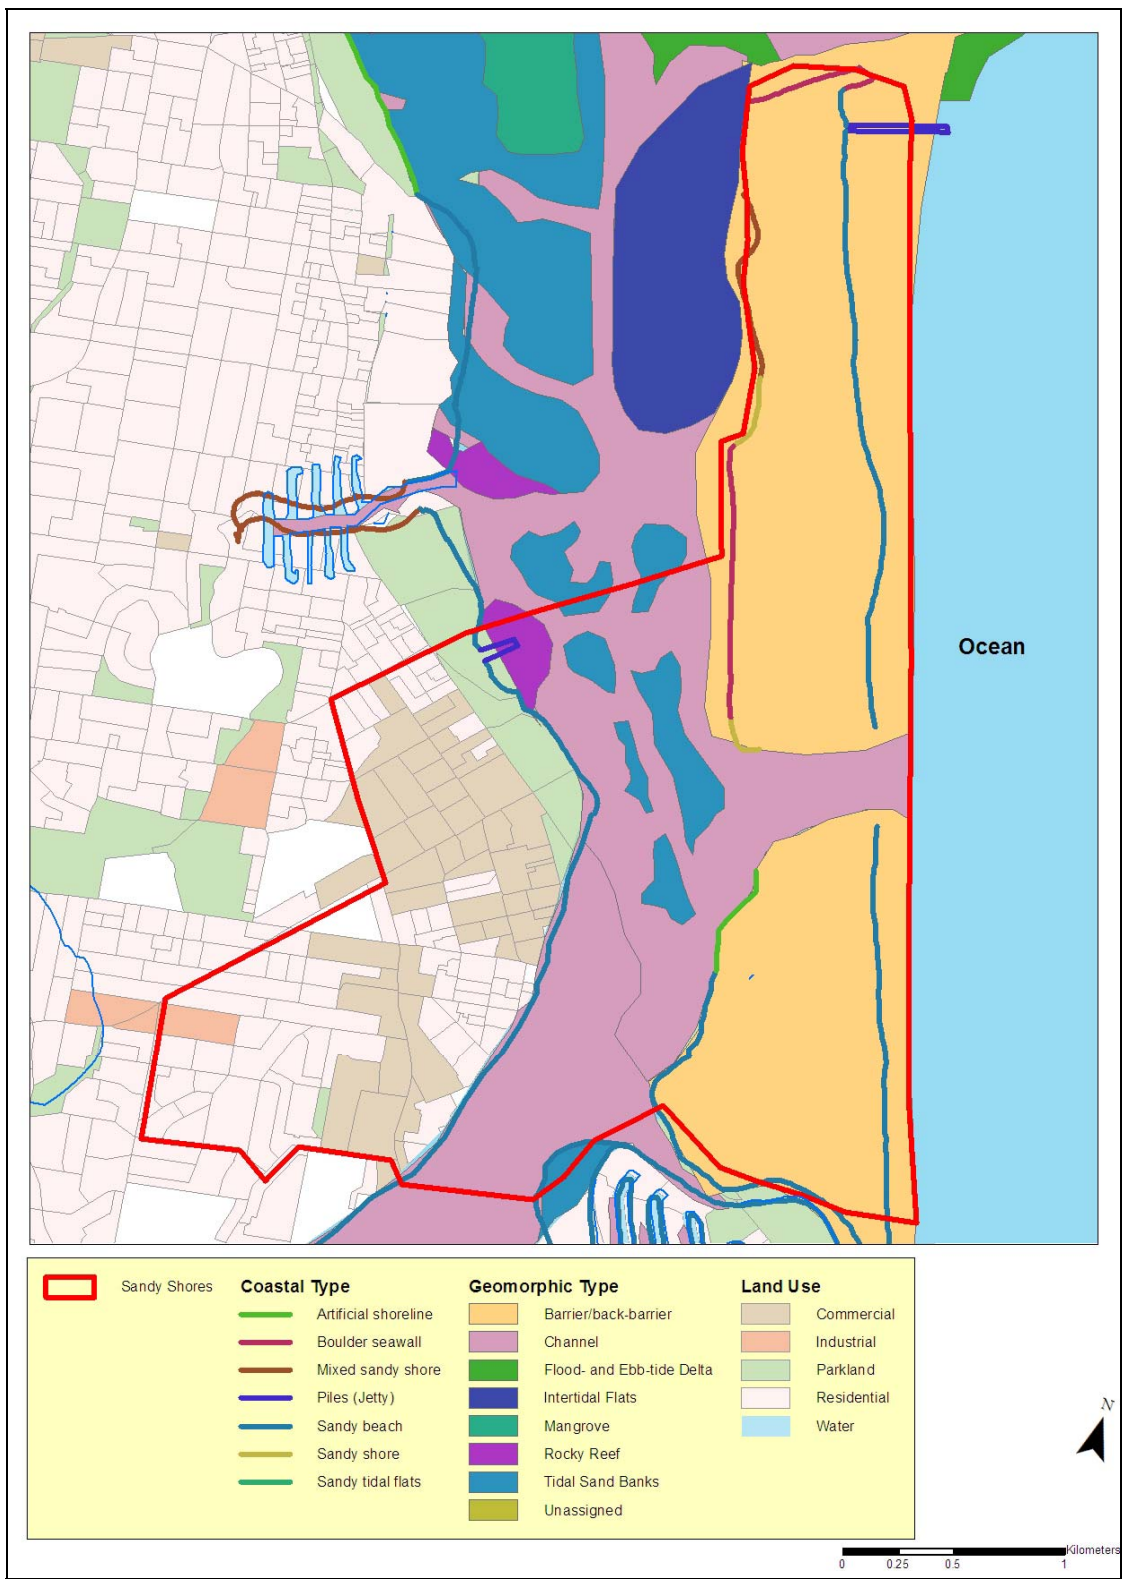 Ocean
Sandy Shores
Coastal Type
Artificial shoreline
Boulder seawall
Mixed sandy shore
Piles (Jetty)
Sandy beach
Sandy shore
Sandy tidal flats
Geomorphic Type
Barrier/back-barrier
Channel
Flood- and Ebb-tide Delta
Intertidal Flats
Mangrove
Rocky Reef
Tidal Sand Banks
Unassigned
Land Use
Commercial
Industrial
Parkland
Residential
Water
N
Kilometers
0 0.25 0.5 1